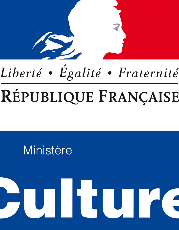 Liberté • Égalité • Fraternité
RÉPUBLIQUE FRANÇAISE
Ministère
Culture